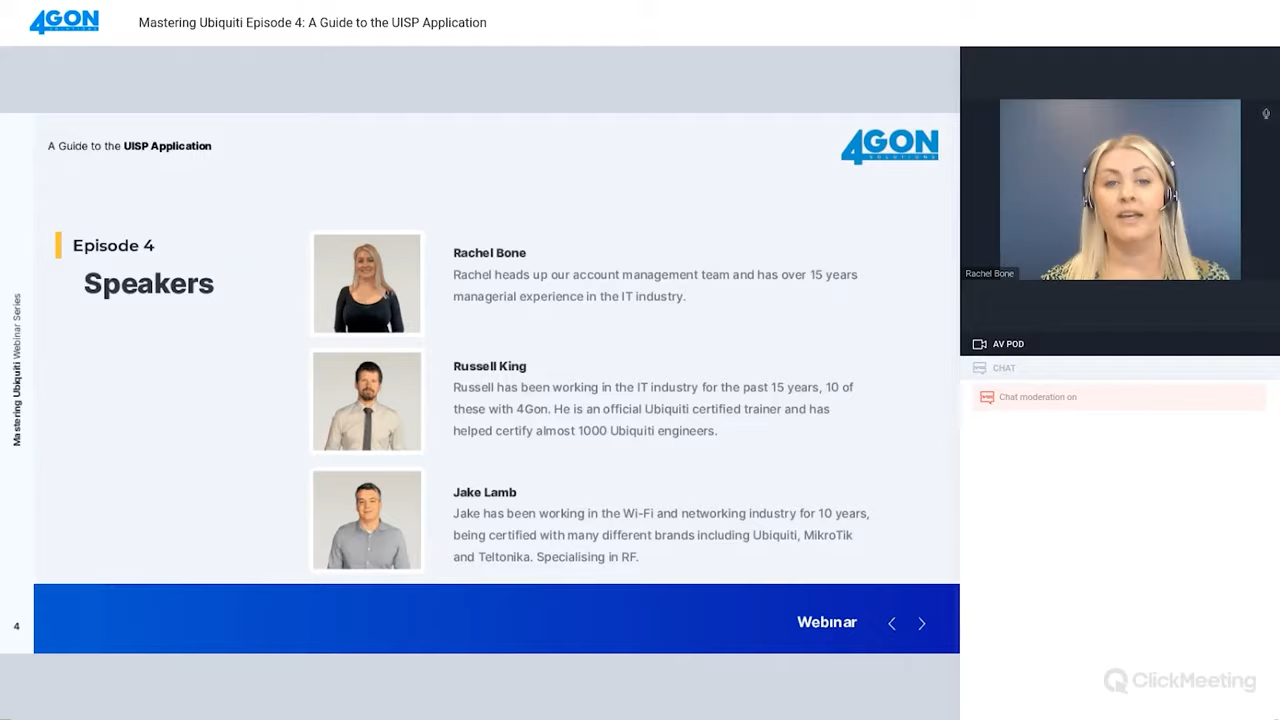 4GON
SOLUTIONS
Mastering Ubiquiti Episode 4: A Guide to the UISP Application
A Guide to the UISP Application
4GON
SOLUTIONS
Episode 4
Speakers
Rachel Bone
Rachel heads up our account management team and has over 15 years
managerial experience in the IT industry.
Russell King
Russell has been working in the IT industry for the past 15 years, 10 of
these with 4Gon. He is an official Ubiquiti certified trainer and has
helped certify almost 1000 Ubiquiti engineers.
Jake Lamb
Jake has been working in the Wi-Fi and networking industry for 10 years,
being certified with many different brands including Ubiquiti, MikroTik
and Teltonika. Specialising in RF.
Mastering Ubiquiti Webinar Series
4
Webinar
Rachel Bone
AV POD
CHAT
Chat moderation on
ClickMeeting